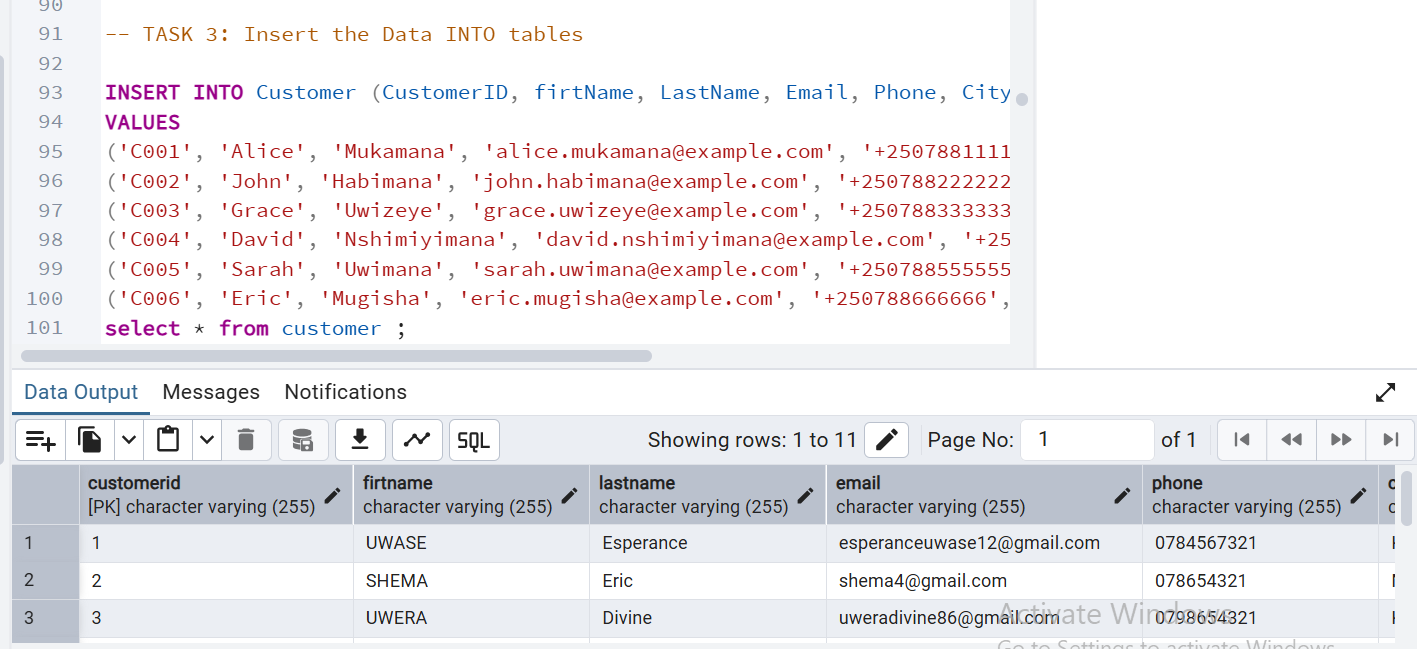 90
91 -- TASK 3: Insert the Data INTO tables
92
93 INSERT INTO Customer (CustomerID, firtName, LastName, Email, Phone, City
94 VALUES
95 ('C001', 'Alice', 'Mukamana', 'alice.mukamana@example.com', '+2507881111
96 ('C002', 'John', 'Habimana', 'john.habimana@example.com', '+250788222222
97 ('C003', 'Grace', 'Uwizeye', 'grace.uwizeye@example.com', '+250788333333
98 ('C004', 'David', 'Nshimiyimana', 'david.nshimiyimana@example.com', '+25
99 ('C005', 'Sarah', 'Uwimana', 'sarah.uwimana@example.com', '+250788555555
100 ('C006', 'Eric', 'Mugisha', 'eric.mugisha@example.com', '+250788666666',
101 select * from customer ;
Data Output Messages Notifications
SQL Showing rows: 1 to 11 Page No: 1 of 1
customerid firtname lastname email phone
[PK] character varying (255) character varying (255) character varying (255) character varying (255) character varying (255)
1 1 UWASE Esperance esperanceuwase12@gmail.com 0784567321
2 2 SHEMA Eric shema4@gmail.com 078654321
3 3 UWERA Divine uweradivine86@gmail.com 0798654321
Activate Windows
Go to Settings to activate Windows.